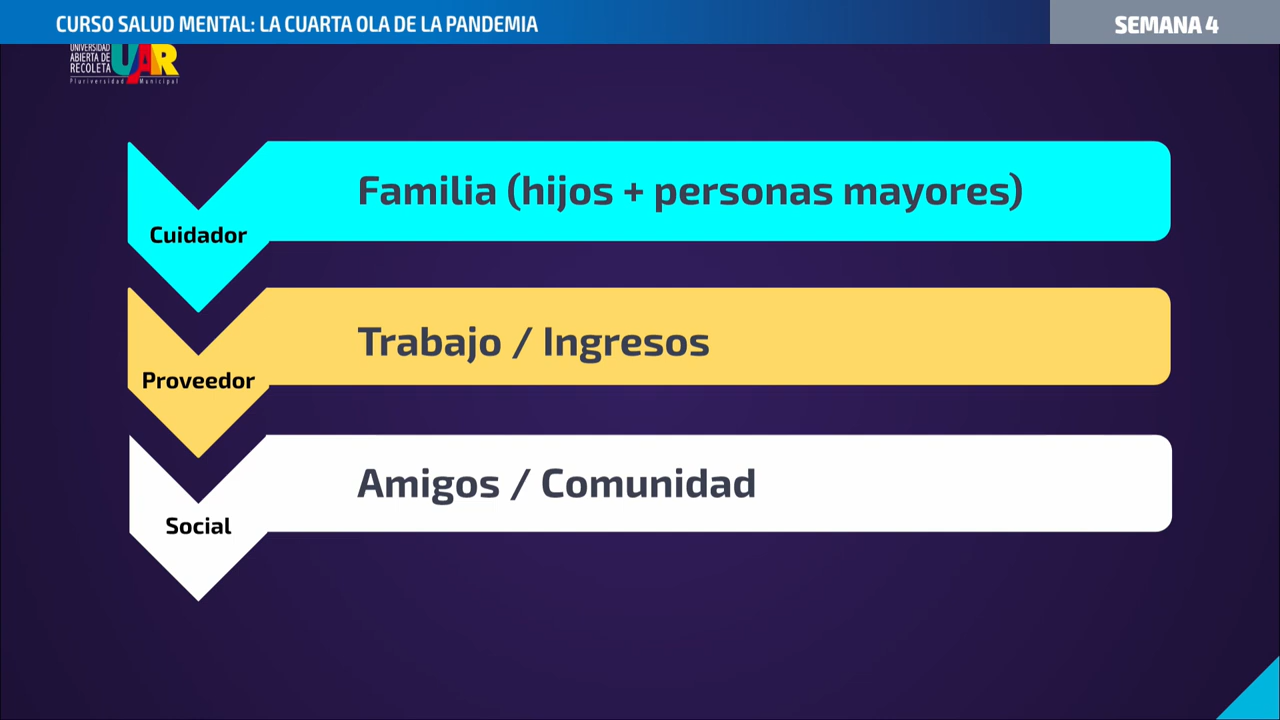 CURSO SALUD MENTAL: LA CUARTA OLA DE LA PANDEMIA
SEMANA 4
UNIVERSIDAD
ABIERTA DE
RECOLETA
UAR
Pluriversidad Municipal
Familia (hijos + personas mayores)
Cuidador
Trabajo / Ingresos
Proveedor
Amigos / Comunidad
Social